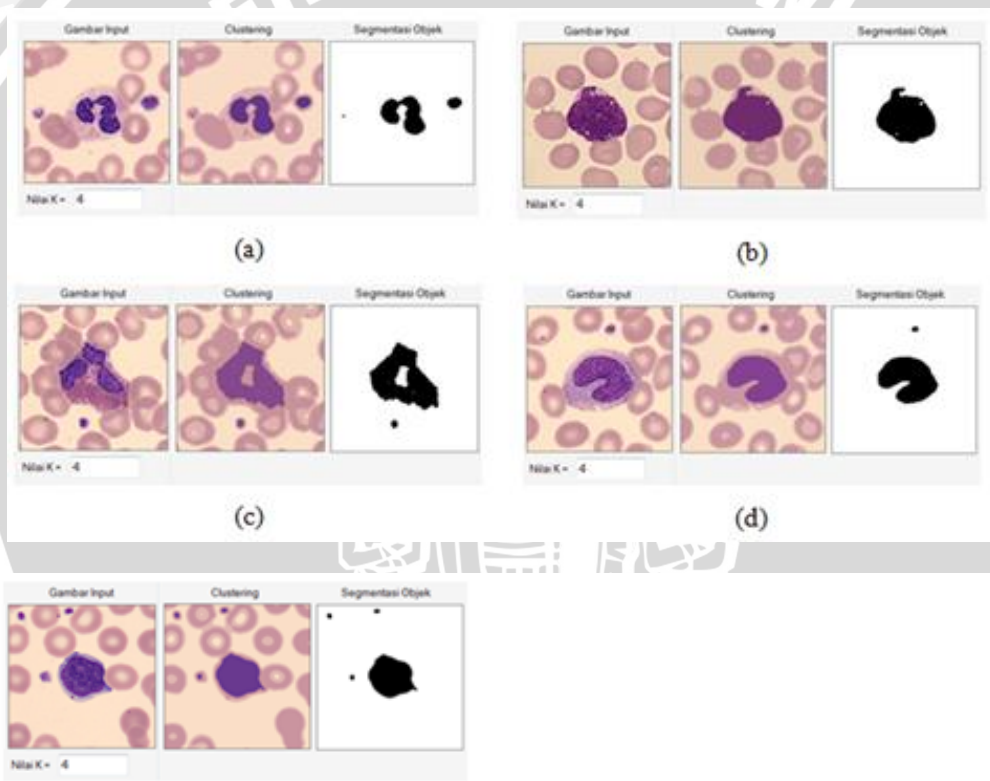 Gambar Input Clustering Segmentasi Objek
Nilai K = 4
(a)
Gambar Input Clustering Segmentasi Objek
Nilai K = 4
(b)
Gambar Input Clustering Segmentasi Objek
Nilai K = 4
(c)
Gambar Input Clustering Segmentasi Objek
Nilai K = 4
(d)
Gambar Input Clustering Segmentasi Objek
Nilai K = 4